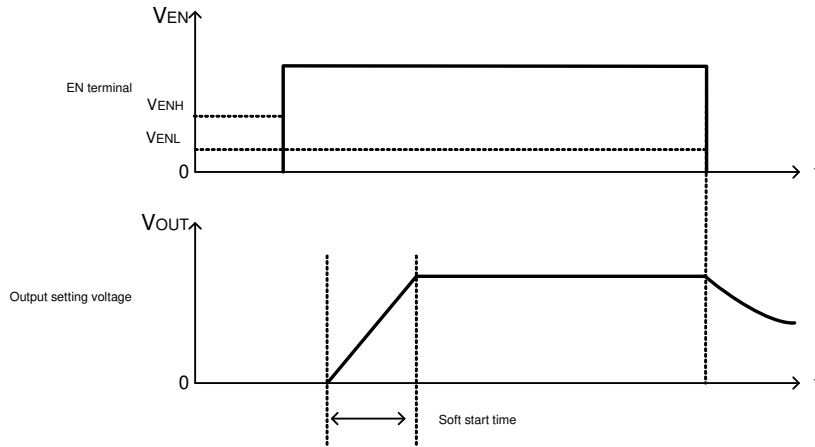 VEN
EN terminal
VENH
VENL
0
VOUT
Output setting voltage
0
Soft start time